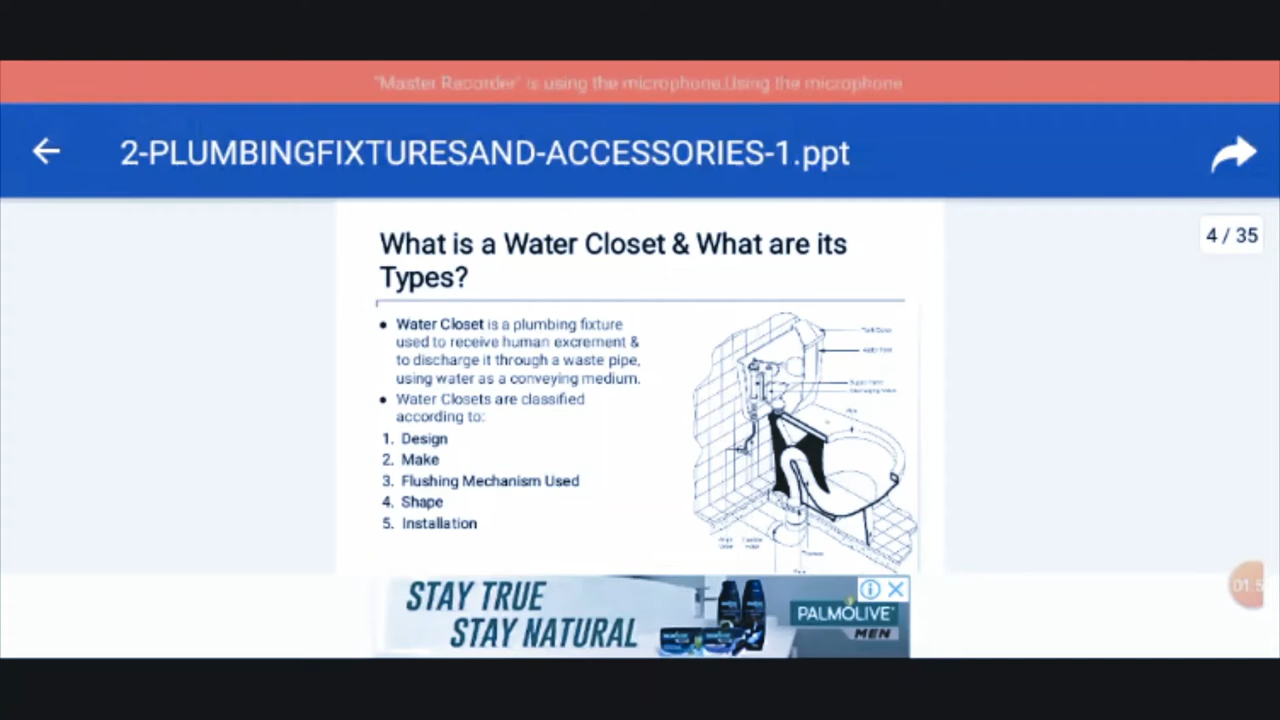 "Master Recorder" is using the microphone.Using the microphone
2-PLUMBINGFIXTURESAND-ACCESSORIES-1.ppt
4 / 35
What is a Water Closet & What are its
Types?
● Water Closet is a plumbing fixture
used to receive human excrement &
to discharge it through a waste pipe,
using water as a conveying medium.
● Water Closets are classified
according to:
1. Design
2. Make
3. Flushing Mechanism Used
4. Shape
5. Installation
Tank Cover
STAY TRUE
STAY NATURAL
PALMOLIVE
MEN